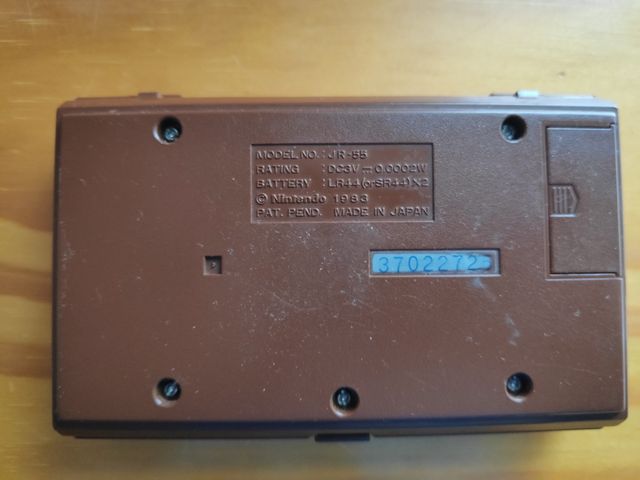 MODEL NO. : JR-55
RATING : DC3V ⎓ 0.0002W
BATTERY : LR44 (or SR44) X2
© Nintendo 1983
PAT. PEND. MADE IN JAPAN
3702272